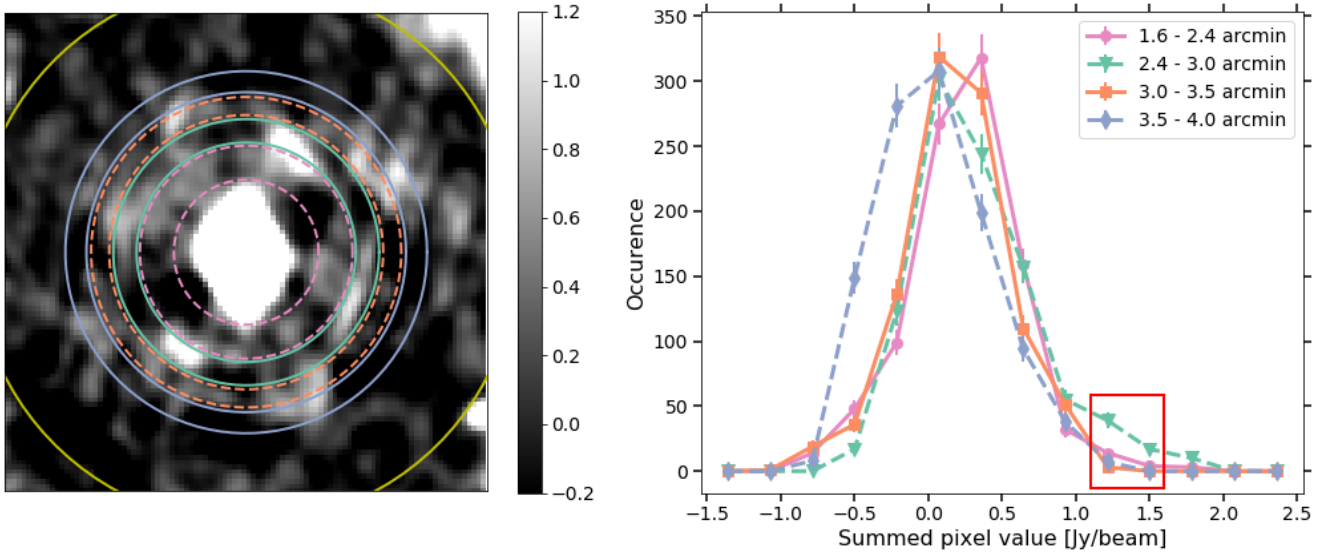 1.2
1.0
0.8
0.6
0.4
0.2
0.0
−0.2
350
300
250
200
150
100
50
0
Occurence
1.6 - 2.4 arcmin
2.4 - 3.0 arcmin
3.0 - 3.5 arcmin
3.5 - 4.0 arcmin
−1.5 −1.0 −0.5 0.0 0.5 1.0 1.5 2.0 2.5
Summed pixel value [Jy/beam]